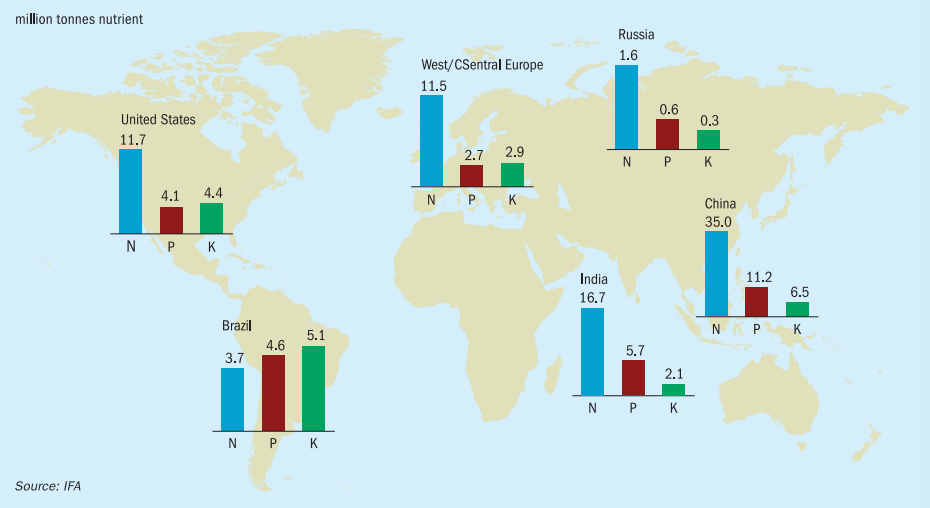 million tonnes nutrient
United States
11.7
4.1
4.4
N P K
West/CSentral Europe
11.5
2.7
2.9
N P K
Russia
1.6
0.6
0.3
N P K
China
35.0
11.2
6.5
N P K
India
16.7
5.7
2.1
N P K
Brazil
3.7
4.6
5.1
N P K
Source: IFA